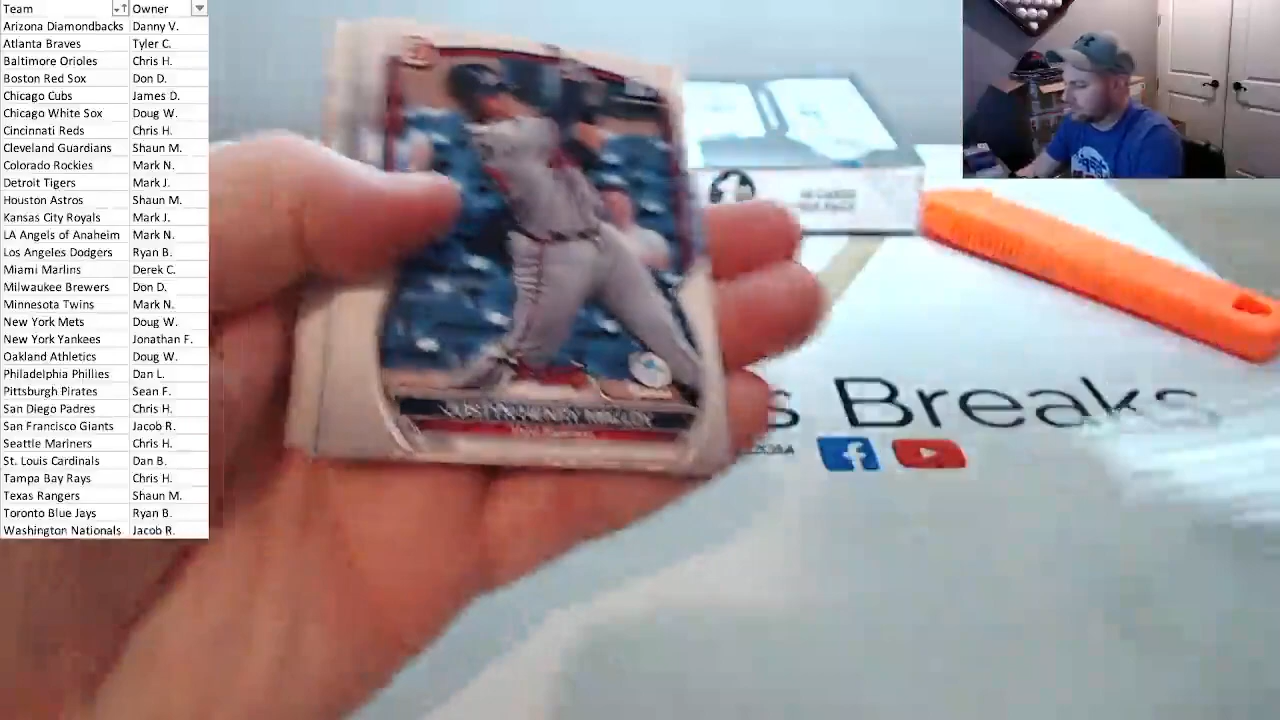 Team Owner
Arizona Diamondbacks Danny V.
Atlanta Braves Tyler C.
Baltimore Orioles Chris H.
Boston Red Sox Don D.
Chicago Cubs James D.
Chicago White Sox Doug W.
Cincinnati Reds Chris H.
Cleveland Guardians Shaun M.
Colorado Rockies Mark N.
Detroit Tigers Mark J.
Houston Astros Shaun M.
Kansas City Royals Mark J.
LA Angels of Anaheim Mark N.
Los Angeles Dodgers Ryan B.
Miami Marlins Derek C.
Milwaukee Brewers Don D.
Minnesota Twins Mark N.
New York Mets Doug W.
New York Yankees Jonathan F.
Oakland Athletics Doug W.
Philadelphia Phillies Dan L.
Pittsburgh Pirates Sean F.
San Diego Padres Chris H.
San Francisco Giants Jacob R.
Seattle Mariners Chris H.
St. Louis Cardinals Dan B.
Tampa Bay Rays Chris H.
Texas Rangers Shaun M.
Toronto Blue Jays Ryan B.
Washington Nationals Jacob R.
s Breaks